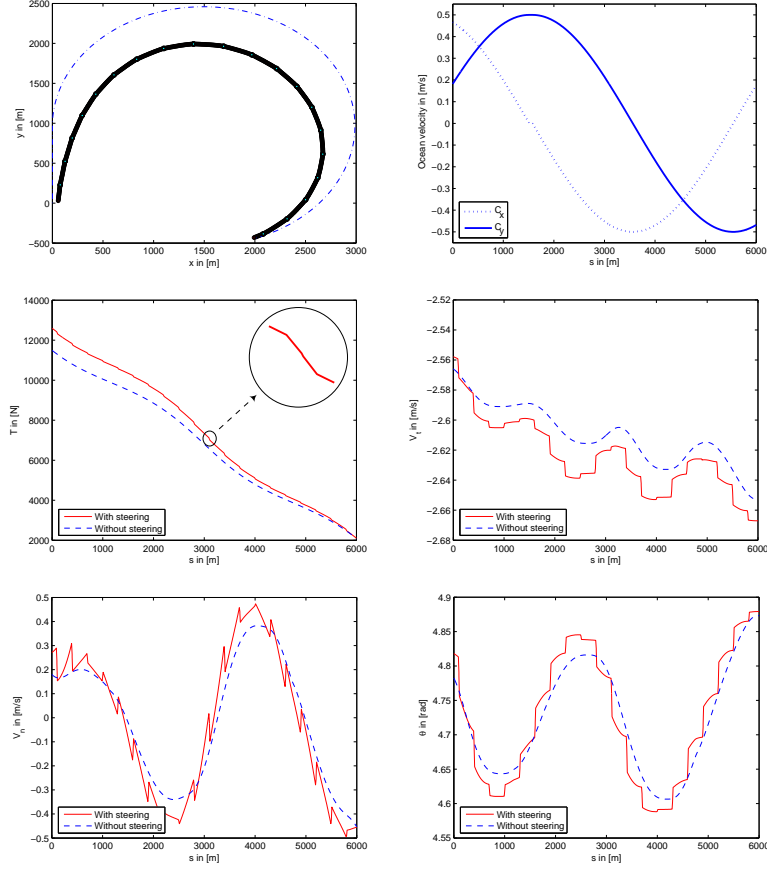 2500
2000
1500
1000
500
0
−500
0 500 1000 1500 2000 2500 3000
x in [m]
y in [m]
0.5
0.4
0.3
0.2
0.1
0
−0.1
−0.2
−0.3
−0.4
−0.5
0 1000 2000 3000 4000 5000 6000
s in [m]
Ocean velocity in [m/s]
C_x
C_y
14000
12000
10000
8000
6000
4000
2000
0 1000 2000 3000 4000 5000 6000
s in [m]
T in [N]
With steering
Without steering
−2.52
−2.54
−2.56
−2.58
−2.6
−2.62
−2.64
−2.66
−2.68
0 1000 2000 3000 4000 5000 6000
s in [m]
V_t in [m/s]
With steering
Without steering
0.5
0.4
0.3
0.2
0.1
0
−0.1
−0.2
−0.3
−0.4
−0.5
0 1000 2000 3000 4000 5000 6000
s in [m]
V_n in [m/s]
With steering
Without steering
4.9
4.85
4.8
4.75
4.7
4.65
4.6
4.55
0 1000 2000 3000 4000 5000 6000
s in [m]
θ in [rad]
With steering
Without steering